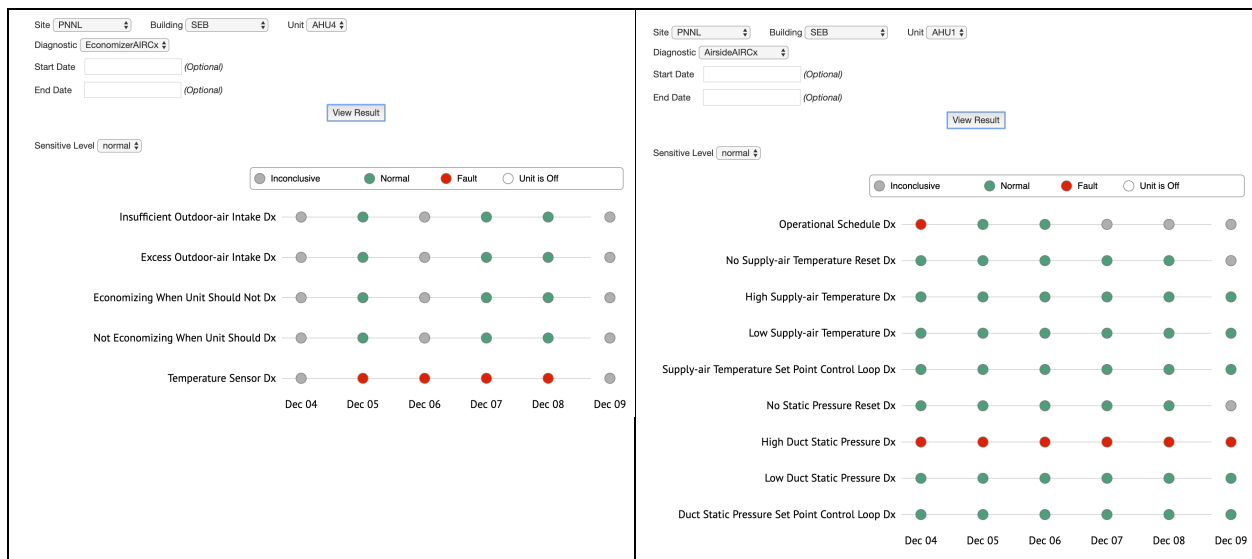 Site PNNL Building SEB Unit AHU4
Diagnostic EconomizerAIRCx
Start Date (Optional)
End Date (Optional)
View Result
Sensitive Level normal
Inconclusive Normal Fault Unit is Off
Insufficient Outdoor-air Intake Dx
Excess Outdoor-air Intake Dx
Economizing When Unit Should Not Dx
Not Economizing When Unit Should Dx
Temperature Sensor Dx
Dec 04 Dec 05 Dec 06 Dec 07 Dec 08 Dec 09
Site PNNL Building SEB Unit AHU1
Diagnostic AirsideAIRCx
Start Date (Optional)
End Date (Optional)
View Result
Sensitive Level normal
Inconclusive Normal Fault Unit is Off
Operational Schedule Dx
No Supply-air Temperature Reset Dx
High Supply-air Temperature Dx
Low Supply-air Temperature Dx
Supply-air Temperature Set Point Control Loop Dx
No Static Pressure Reset Dx
High Duct Static Pressure Dx
Low Duct Static Pressure Dx
Duct Static Pressure Set Point Control Loop Dx
Dec 04 Dec 05 Dec 06 Dec 07 Dec 08 Dec 09